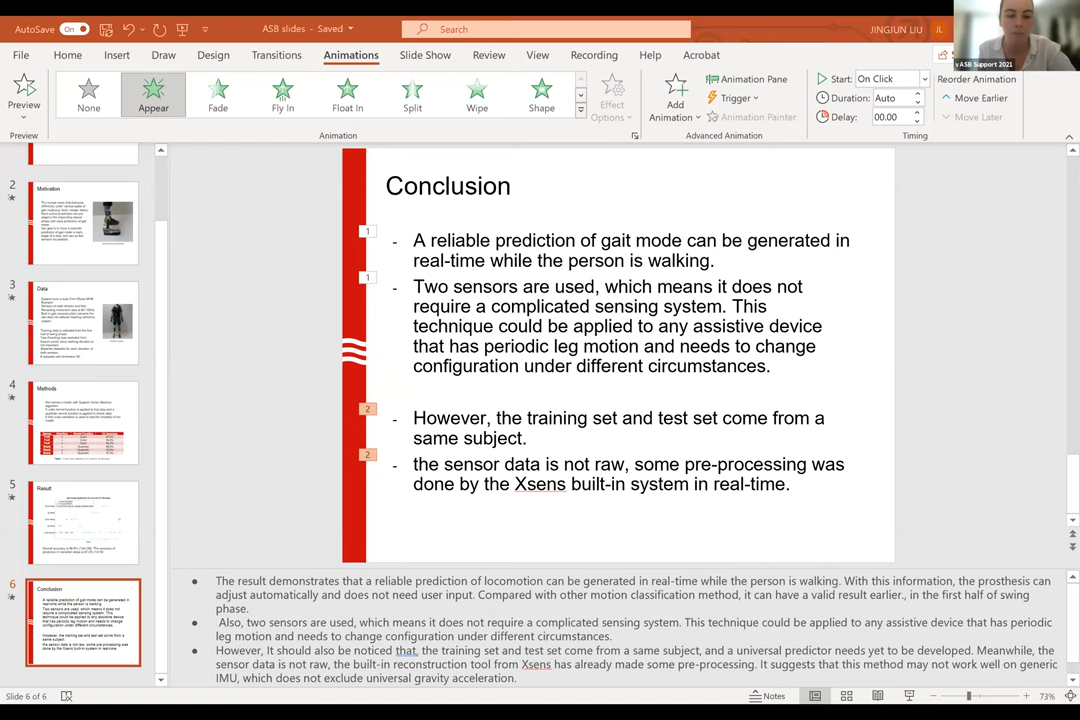 AutoSave On ASB slides - Saved Search JINGJUN LIU JL
vASB Support 2021
File Home Insert Draw Design Transitions Animations Slide Show Review View Recording Help Acrobat
Preview None Appear Fade Fly In Float In Split Wipe Shape Effect Options Add Animation Animation Pane Trigger Animation Painter Start: On Click Duration: Auto Delay: 00.00 Reorder Animation Move Earlier Move Later
Preview Animation Advanced Animation Timing
2 Motivation
3 Data
4 Methods
5 Result
6 Conclusion
Conclusion
1
- A reliable prediction of gait mode can be generated in
real-time while the person is walking.
1
- Two sensors are used, which means it does not
require a complicated sensing system. This
technique could be applied to any assistive device
that has periodic leg motion and needs to change
configuration under different circumstances.
2
- However, the training set and test set come from a
same subject.
2
- the sensor data is not raw, some pre-processing was
done by the Xsens built-in system in real-time.
● The result demonstrates that a reliable prediction of locomotion can be generated in real-time while the person is walking. With this information, the prosthesis can
adjust automatically and does not need user input. Compared with other motion classification method, it can have a valid result earlier., in the first half of swing
phase.
● Also, two sensors are used, which means it does not require a complicated sensing system. This technique could be applied to any assistive device that has periodic
leg motion and needs to change configuration under different circumstances.
● However, It should also be noticed that, the training set and test set come from a same subject, and a universal predictor needs yet to be developed. Meanwhile, the
sensor data is not raw, the built-in reconstruction tool from Xsens has already made some pre-processing. It suggests that this method may not work well on generic
IMU, which does not exclude universal gravity acceleration.
Slide 6 of 6 Notes 73%